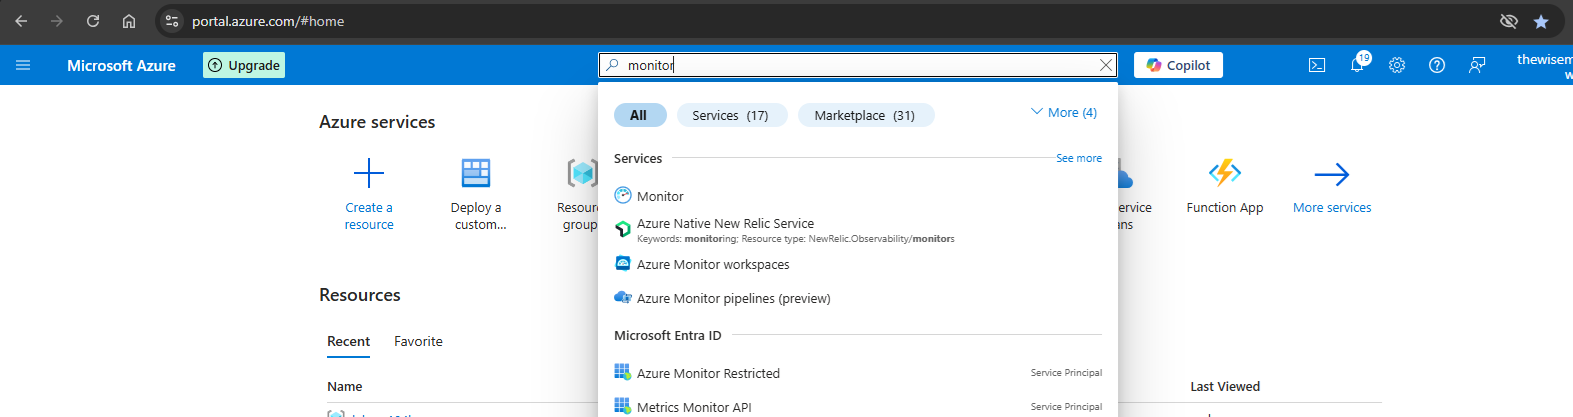 portal.azure.com/#home
Microsoft Azure
Upgrade
monitor
Copilot
19
thewisem
w
All
Services (17)
Marketplace (31)
More (4)
Azure services
Services
See more
Create a
resource
Deploy a
custom...
Resour
group
Monitor
Azure Native New Relic Service
Keywords: monitoring; Resource type: NewRelic.Observability/monitors
Azure Monitor workspaces
Azure Monitor pipelines (preview)
ervice
ans
Function App
More services
Resources
Microsoft Entra ID
Recent
Favorite
Azure Monitor Restricted
Service Principal
Name
Last Viewed
Metrics Monitor API
Service Principal